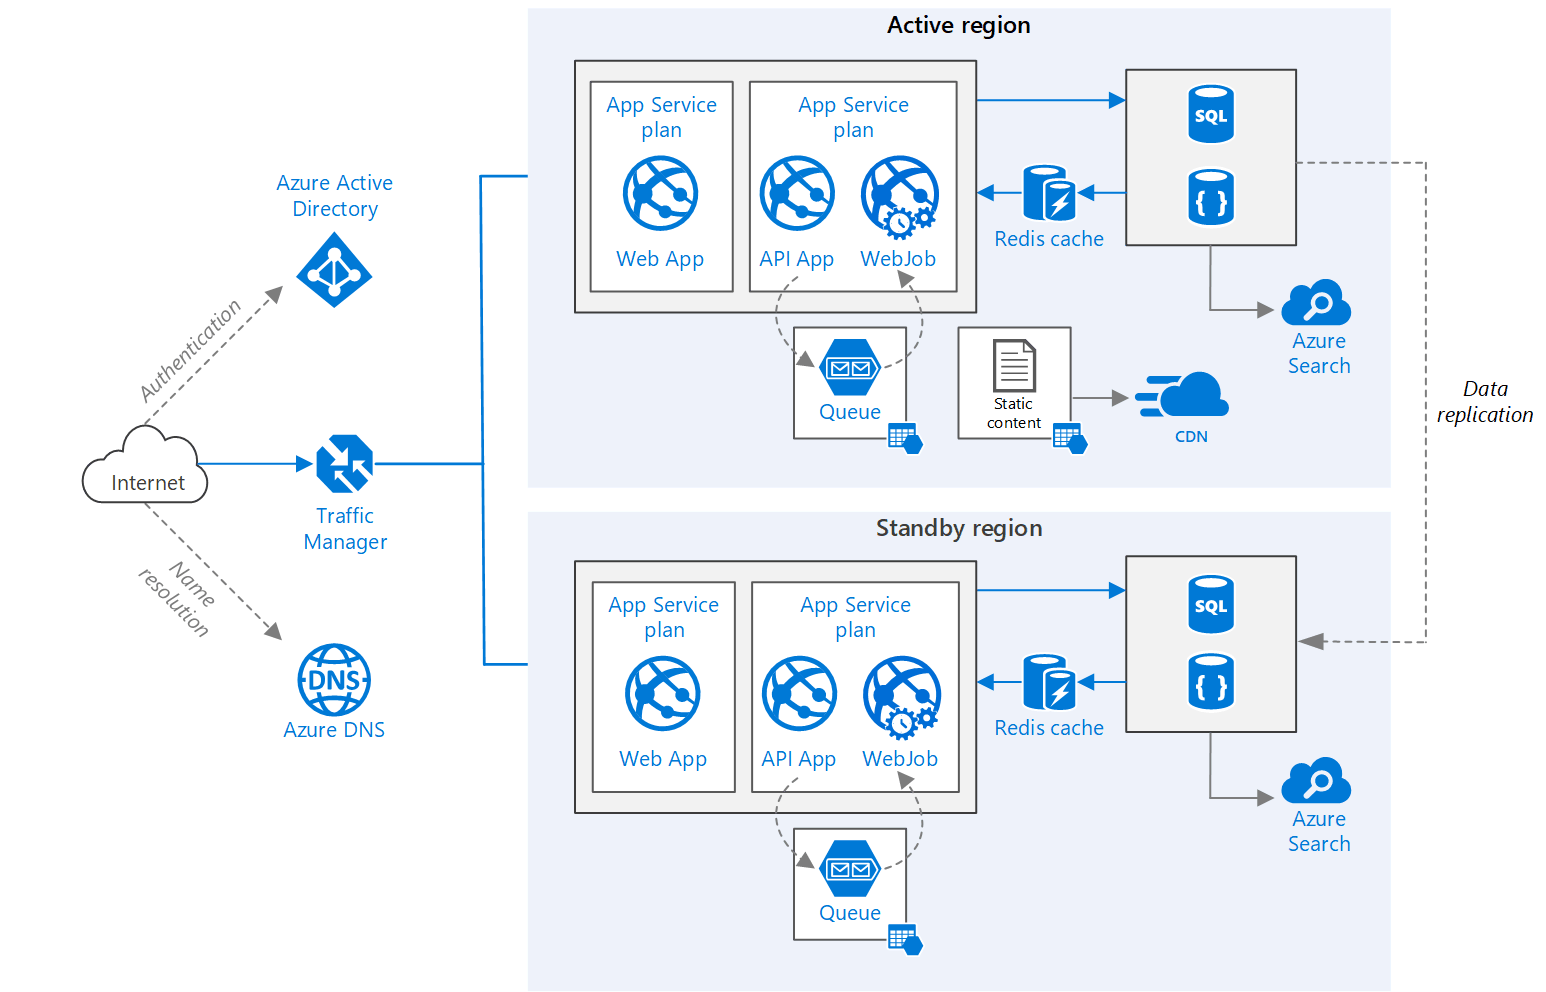 Active region
App Service
plan
Web App
App Service
plan
API App
WebJob
SQL
{ }
Redis cache
Azure
Search
Queue
Static
content
CDN
Azure Active
Directory
Authentication
Internet
Traffic
Manager
Name
resolution
DNS
Azure DNS
Data
replication
Standby region
App Service
plan
Web App
App Service
plan
API App
WebJob
SQL
{ }
Redis cache
Azure
Search
Queue